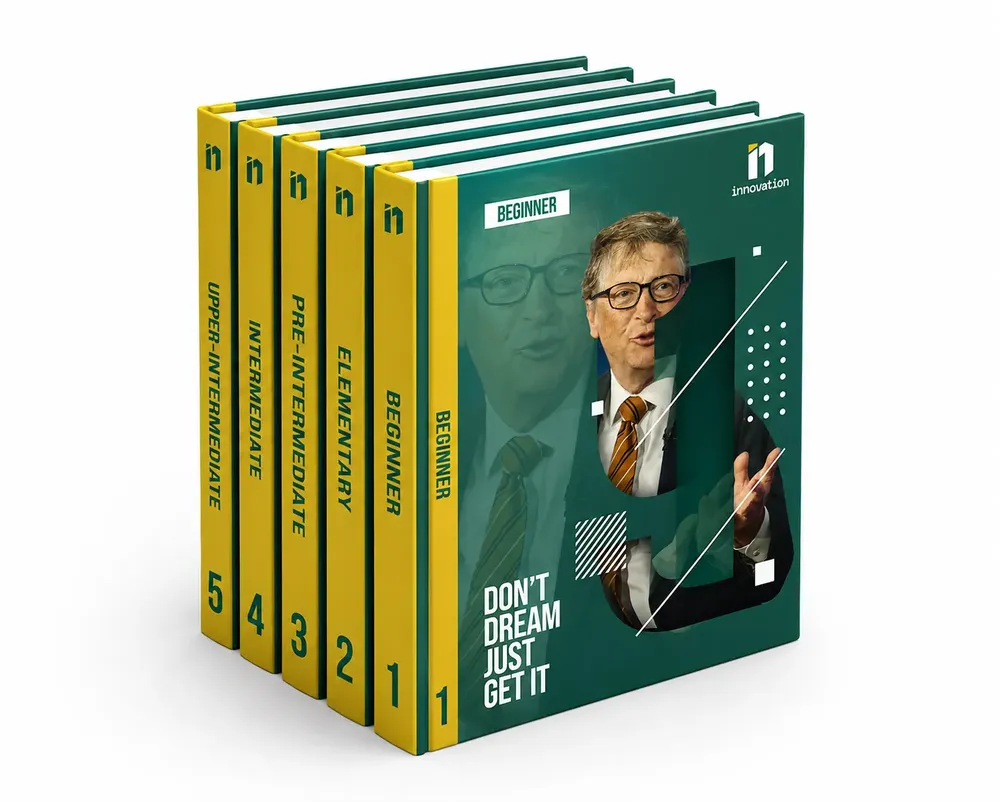 UPPER-INTERMEDIATE
5
INTERMEDIATE
4
PRE-INTERMEDIATE
3
ELEMENTARY
2
BEGINNER
1
BEGINNER
1
BEGINNER
innovation
DON'T
DREAM
JUST
GET IT